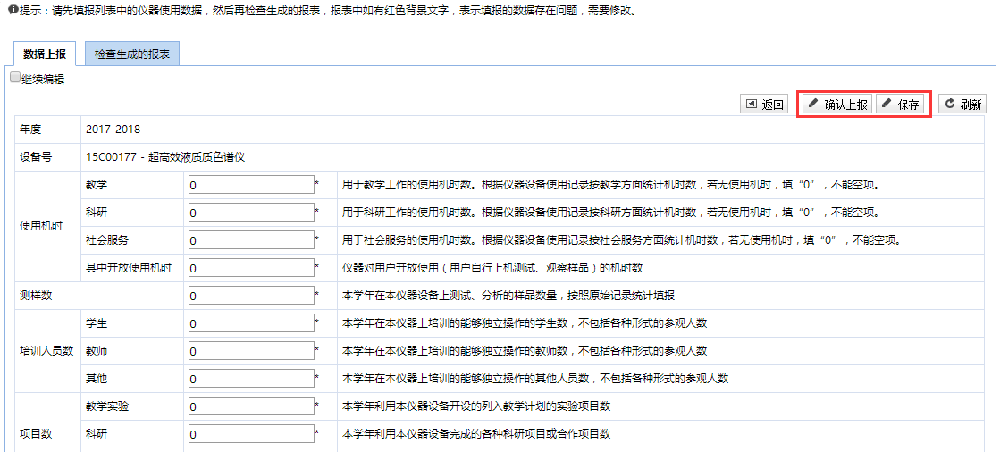 提示：请先填报列表中的仪器使用数据，然后再检查生成的报表，报表中如有红色背景文字，表示填报的数据存在问题，需要修改。
数据上报 检查生成的报表
继续编辑
返回 确认上报 保存 刷新
年度 2017-2018
设备号 15C00177 - 超高效液质质色谱仪
使用机时
教学 0 * 用于教学工作的使用机时数。根据仪器设备使用记录按教学方面统计机时数，若无使用机时，填“0”，不能空项。
科研 0 * 用于科研工作的使用机时数。根据仪器设备使用记录按科研方面统计机时数，若无使用机时，填“0”，不能空项。
社会服务 0 * 用于社会服务的使用机时数。根据仪器设备使用记录按社会服务方面统计机时数，若无使用机时，填“0”，不能空项。
其中开放使用机时 0 * 仪器对用户开放使用（用户自行上机测试、观察样品）的机时数
测样数 0 * 本学年在本仪器设备上测试、分析的样品数量，按照原始记录统计填报
培训人员数
学生 0 * 本学年在本仪器上培训的能够独立操作的学生数，不包括各种形式的参观人数
教师 0 * 本学年在本仪器上培训的能够独立操作的教师数，不包括各种形式的参观人数
其他 0 * 本学年在本仪器上培训的能够独立操作的其他人员数，不包括各种形式的参观人数
项目数
教学实验 0 * 本学年利用本仪器设备开设的列入教学计划的实验项目数
科研 0 * 本学年利用本仪器设备完成的各种科研项目或合作项目数